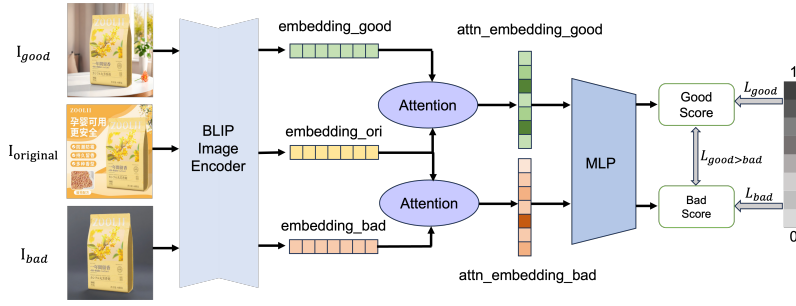 I_good
I_original
I_bad
ZOOLII
孕婴可用
更安全
BLIP
Image
Encoder
embedding_good
embedding_ori
embedding_bad
Attention
Attention
attn_embedding_good
attn_embedding_bad
MLP
Good
Score
Bad
Score
L_good
L_good>bad
L_bad
1
0